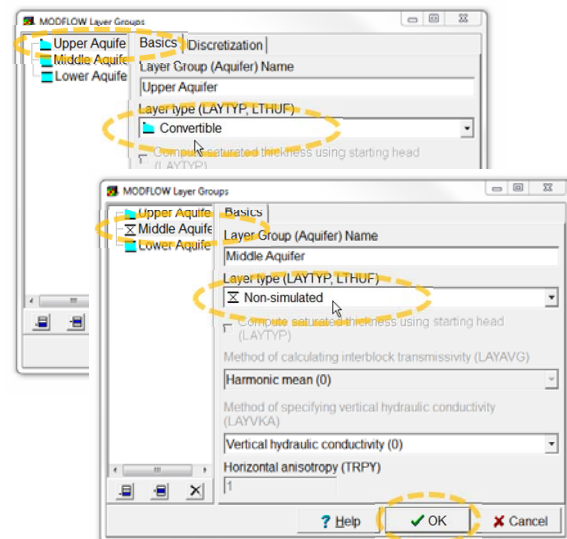 MODFLOW Layer Groups
Upper Aquife
Middle Aquife
Lower Aquife
Basics
Discretization
Layer Group (Aquifer) Name
Upper Aquifer
Layer type (LAYTYP, LTHUF)
Convertible
Compute saturated thickness using starting head
(LAYTYP)
MODFLOW Layer Groups
Upper Aquife
Middle Aquife
Lower Aquife
Basics
Layer Group (Aquifer) Name
Middle Aquifer
Layer type (LAYTYP, LTHUF)
Non-simulated
Compute saturated thickness using starting head
(LAYTYP)
Method of calculating interblock transmissivity (LAYAVG)
Harmonic mean (0)
Method of specifying vertical hydraulic conductivity
(LAYVKA)
Vertical hydraulic conductivity (0)
Horizontal anisotropy (TRPY)
1
? Help
OK
Cancel